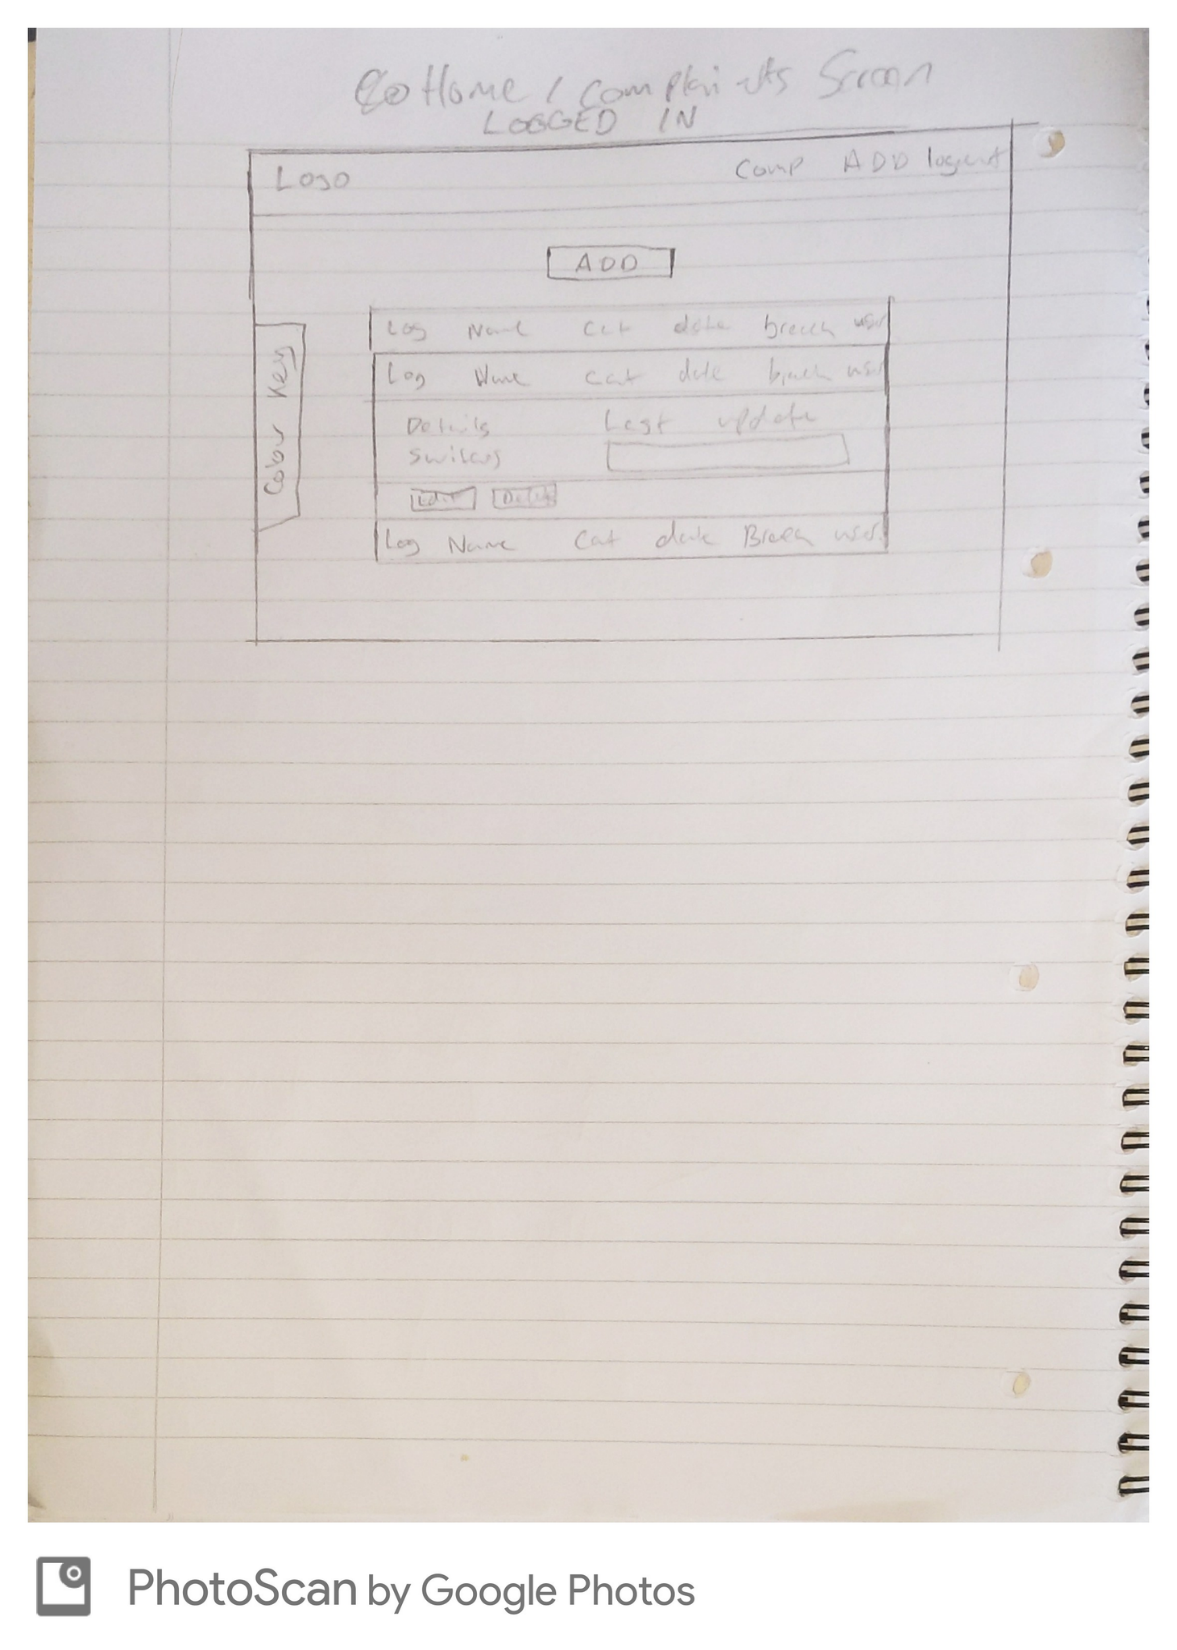 Home / Complaints Screen
LOGGED IN
Logo
Comp ADD logout
ADD
Log Name Cat date breach user
Log Name Cat date breach user
Details Last update
Switches
Edit Delete
Log Name Cat date Breach user
Colour Key
PhotoScan by Google Photos